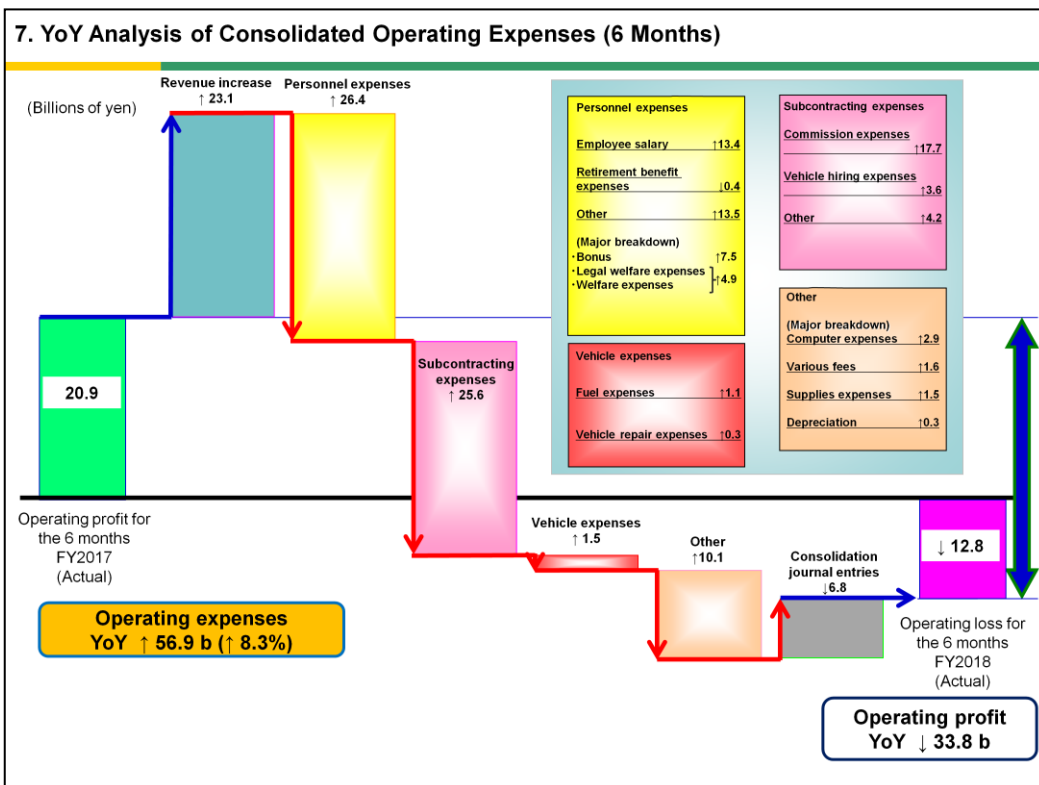 7. YoY Analysis of Consolidated Operating Expenses (6 Months)
(Billions of yen)
Revenue increase
↑ 23.1
Personnel expenses
↑ 26.4
20.9
Operating profit for
the 6 months
FY2017
(Actual)
Subcontracting
expenses
↑ 25.6
Vehicle expenses
↑ 1.5
Other
↑10.1
Consolidation
journal entries
↓6.8
↓ 12.8
Operating loss for
the 6 months
FY2018
(Actual)
Personnel expenses
Employee salary ↑13.4
Retirement benefit
expenses ↓0.4
Other ↑13.5
(Major breakdown)
・Bonus ↑7.5
・Legal welfare expenses
・Welfare expenses ↑4.9
Vehicle expenses
Fuel expenses ↑1.1
Vehicle repair expenses ↑0.3
Subcontracting expenses
Commission expenses
↑17.7
Vehicle hiring expenses
↑3.6
Other ↑4.2
Other
(Major breakdown)
Computer expenses ↑2.9
Various fees ↑1.6
Supplies expenses ↑1.5
Depreciation ↑0.3
Operating expenses
YoY ↑ 56.9 b (↑ 8.3%)
Operating profit
YoY ↓ 33.8 b